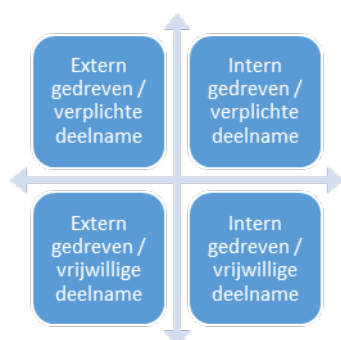 Extern
gedreven /
verplichte
deelname
Intern
gedreven /
verplichte
deelname
Extern
gedreven /
vrijwillige
deelname
Intern
gedreven /
vrijwillige
deelname